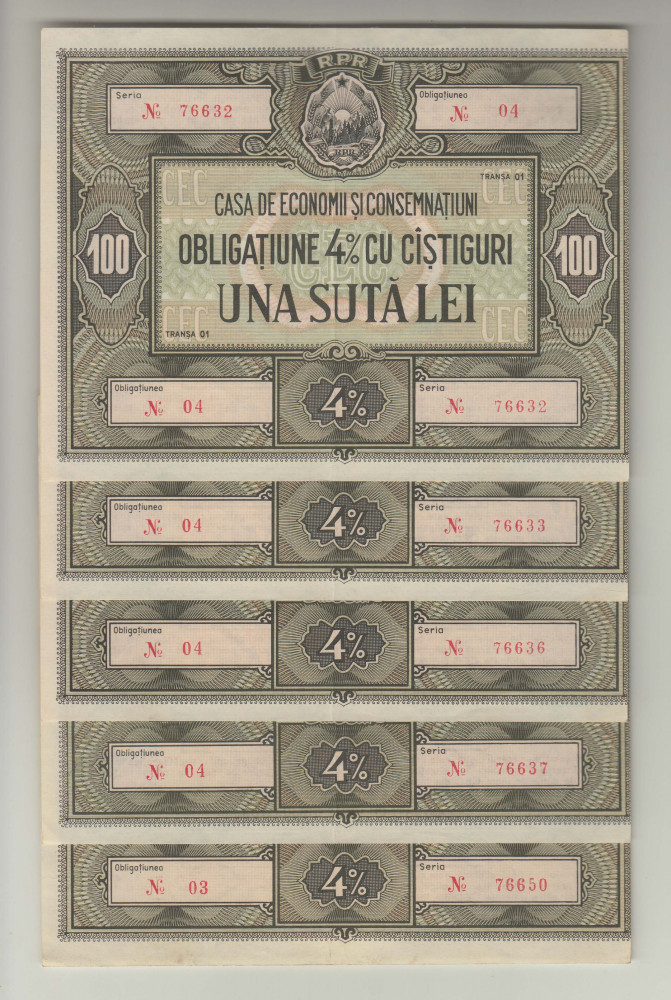 RPR
Seria
№ 76632
Obligațiunea
№ 04
RPR
TRANȘA 01
CEC CEC
CASA DE ECONOMII ȘI CONSEMNAȚIUNI
100 OBLIGAȚIUNE 4% CU CÎȘTIGURI 100
CEC
UNA SUTĂ LEI
CEC CEC
TRANȘA 01
Obligațiunea
№ 04
4%
Seria
№ 76632
Obligațiunea
№ 04
4%
Seria
№ 76633
Obligațiunea
№ 04
4%
Seria
№ 76636
Obligațiunea
№ 04
4%
Seria
№ 76637
Obligațiunea
№ 03
4%
Seria
№ 76650